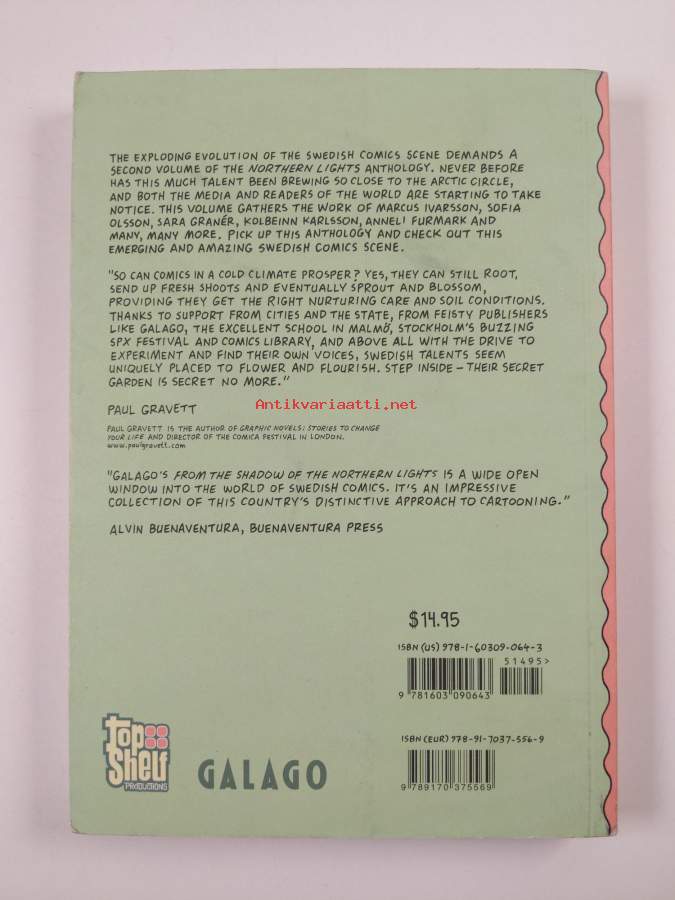 THE EXPLODING EVOLUTION OF THE SWEDISH COMICS SCENE DEMANDS A
SECOND VOLUME OF THE NORTHERN LIGHTS ANTHOLOGY. NEVER BEFORE
HAS THIS MUCH TALENT BEEN BREWING SO CLOSE TO THE ARCTIC CIRCLE,
AND BOTH THE MEDIA AND READERS OF THE WORLD ARE STARTING TO TAKE
NOTICE. THIS VOLUME GATHERS THE WORK OF MARCUS IVARSSON, SOFIA
OLSSON, SARA GRANÉR, KOLBEINN KARLSSON, ANNELI FURMARK AND
MANY, MANY MORE. PICK UP THIS ANTHOLOGY AND CHECK OUT THIS
EMERGING AND AMAZING SWEDISH COMICS SCENE.
"SO CAN COMICS IN A COLD CLIMATE PROSPER? YES, THEY CAN STILL ROOT,
SEND UP FRESH SHOOTS AND EVENTUALLY SPROUT AND BLOSSOM,
PROVIDING THEY GET THE RIGHT NURTURING CARE AND SOIL CONDITIONS.
THANKS TO SUPPORT FROM CITIES AND THE STATE, FROM FEISTY PUBLISHERS
LIKE GALAGO, THE EXCELLENT SCHOOL IN MALMÖ, STOCKHOLM'S BUZZING
SPX FESTIVAL AND COMICS LIBRARY, AND ABOVE ALL WITH THE DRIVE TO
EXPERIMENT AND FIND THEIR OWN VOICES, SWEDISH TALENTS SEEM
UNIQUELY PLACED TO FLOWER AND FLOURISH. STEP INSIDE – THEIR SECRET
GARDEN IS SECRET NO MORE."
Antikvariaatti.net
PAUL GRAVETT
PAUL GRAVETT IS THE AUTHOR OF GRAPHIC NOVELS: STORIES TO CHANGE
YOUR LIFE AND DIRECTOR OF THE COMICA FESTIVAL IN LONDON.
www.paulgravett.com
"GALAGO'S FROM THE SHADOW OF THE NORTHERN LIGHTS IS A WIDE OPEN
WINDOW INTO THE WORLD OF SWEDISH COMICS. IT'S AN IMPRESSIVE
COLLECTION OF THIS COUNTRY'S DISTINCTIVE APPROACH TO CARTOONING."
ALVIN BUENAVENTURA, BUENAVENTURA PRESS
$14.95
ISBN (US) 978-1-60309-064-3
51495>
9 781603 090643
ISBN (EUR) 978-91-7037-556-9
9 789170 375569
top
Shelf
PRODUCTIONS
GALAGO